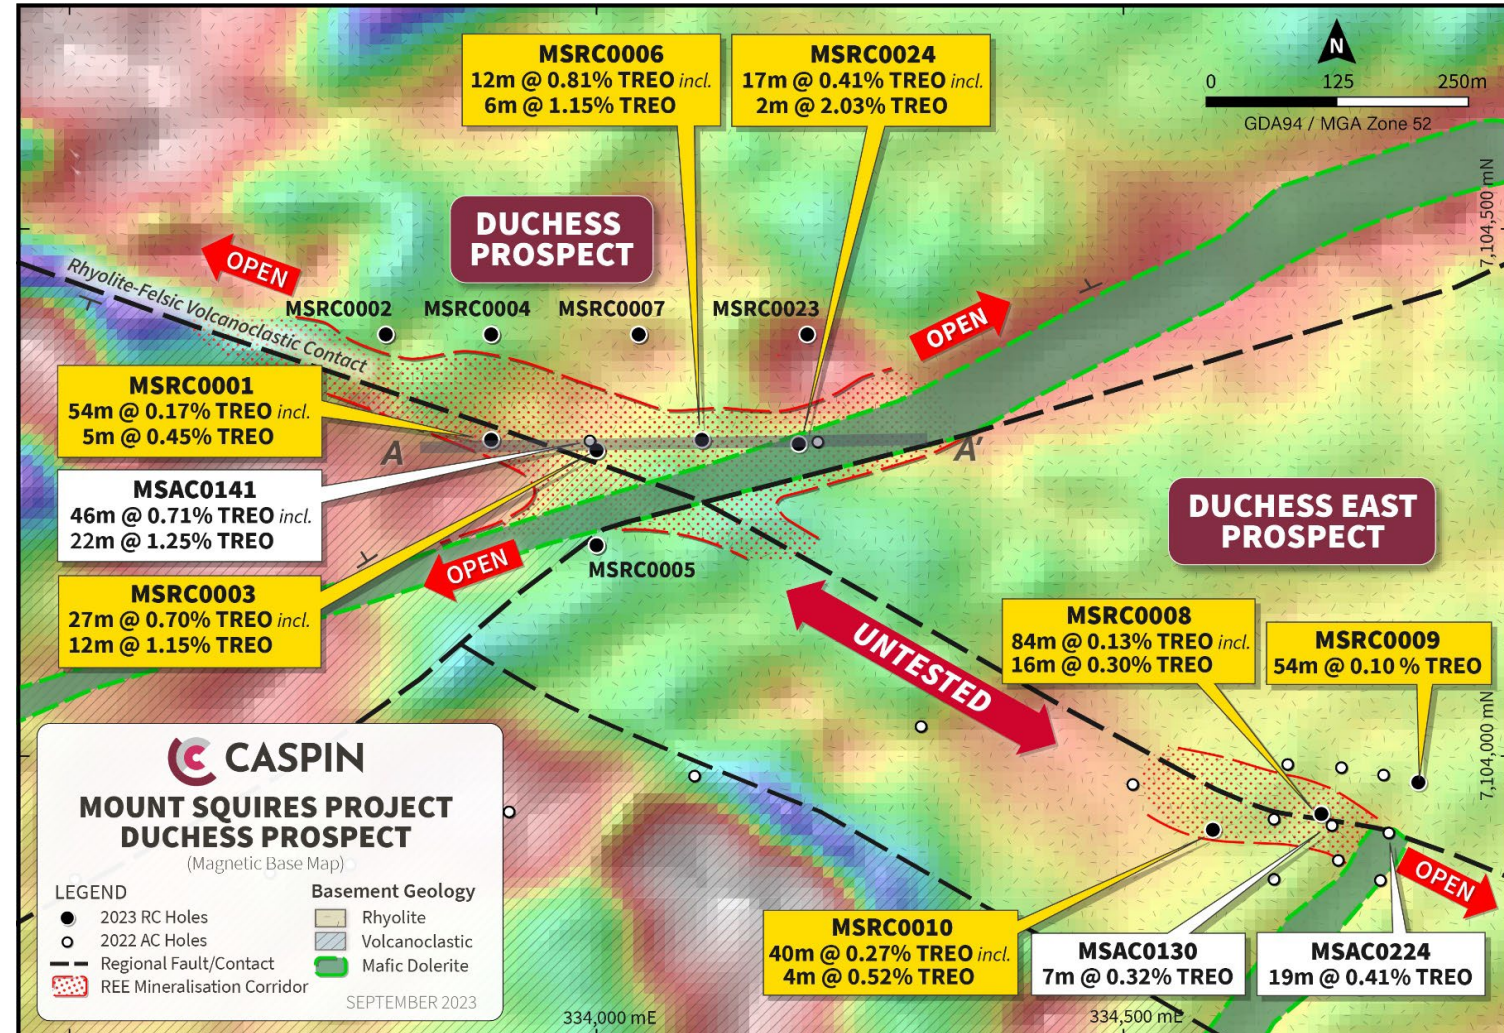 MSRC0006
12m @ 0.81% TREO incl.
6m @ 1.15% TREO
MSRC0024
17m @ 0.41% TREO incl.
2m @ 2.03% TREO
N
0 125 250m
GDA94 / MGA Zone 52
DUCHESS
PROSPECT
7,104,500 mN
OPEN
Rhyolite-Felsic Volcanoclastic Contact
MSRC0002
MSRC0004
MSRC0007
MSRC0023
OPEN
MSRC0001
54m @ 0.17% TREO incl.
5m @ 0.45% TREO
A
A'
MSAC0141
46m @ 0.71% TREO incl.
22m @ 1.25% TREO
DUCHESS EAST
PROSPECT
OPEN
MSRC0005
MSRC0003
27m @ 0.70% TREO incl.
12m @ 1.15% TREO
UNTESTED
MSRC0008
84m @ 0.13% TREO incl.
16m @ 0.30% TREO
MSRC0009
54m @ 0.10 % TREO
7,104,000 mN
CASPIN
MOUNT SQUIRES PROJECT
DUCHESS PROSPECT
(Magnetic Base Map)
LEGEND
2023 RC Holes
2022 AC Holes
Regional Fault/Contact
REE Mineralisation Corridor
Basement Geology
Rhyolite
Volcanoclastic
Mafic Dolerite
SEPTEMBER 2023
OPEN
MSRC0010
40m @ 0.27% TREO incl.
4m @ 0.52% TREO
MSAC0130
7m @ 0.32% TREO
MSAC0224
19m @ 0.41% TREO
334,000 mE
334,500 mE